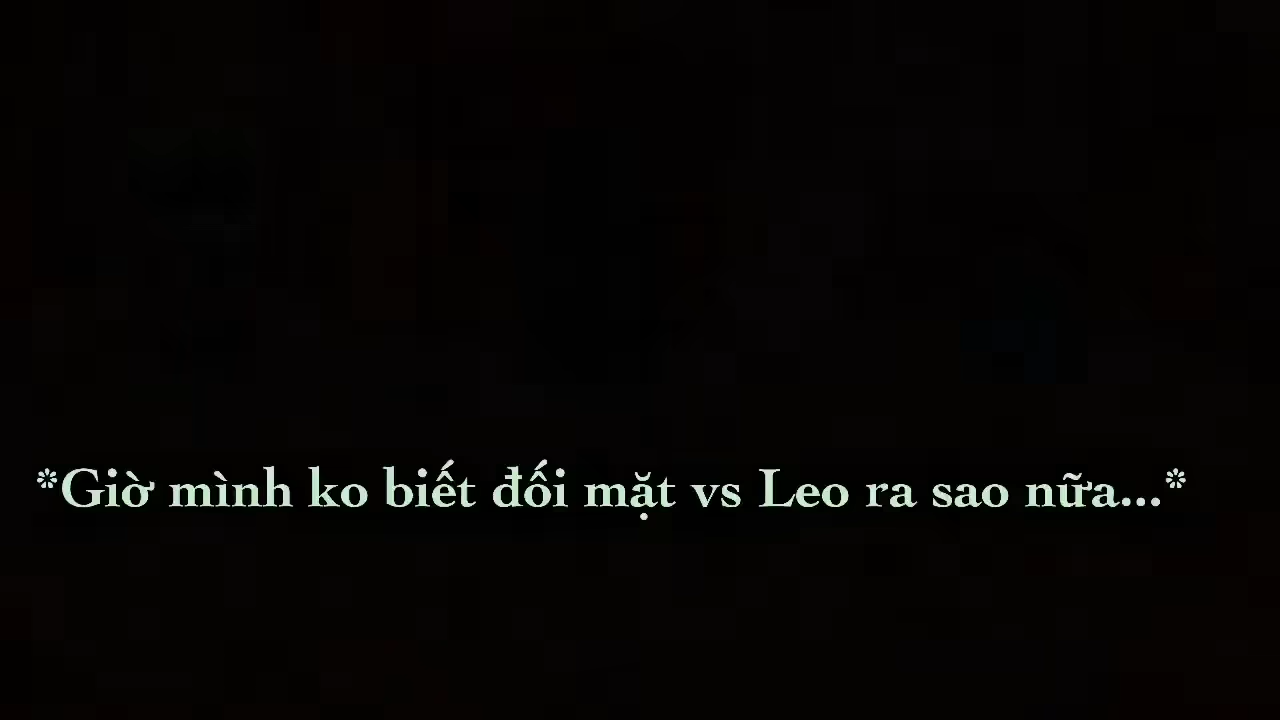 *Giờ mình ko biết đối mặt vs Leo ra sao nữa...*